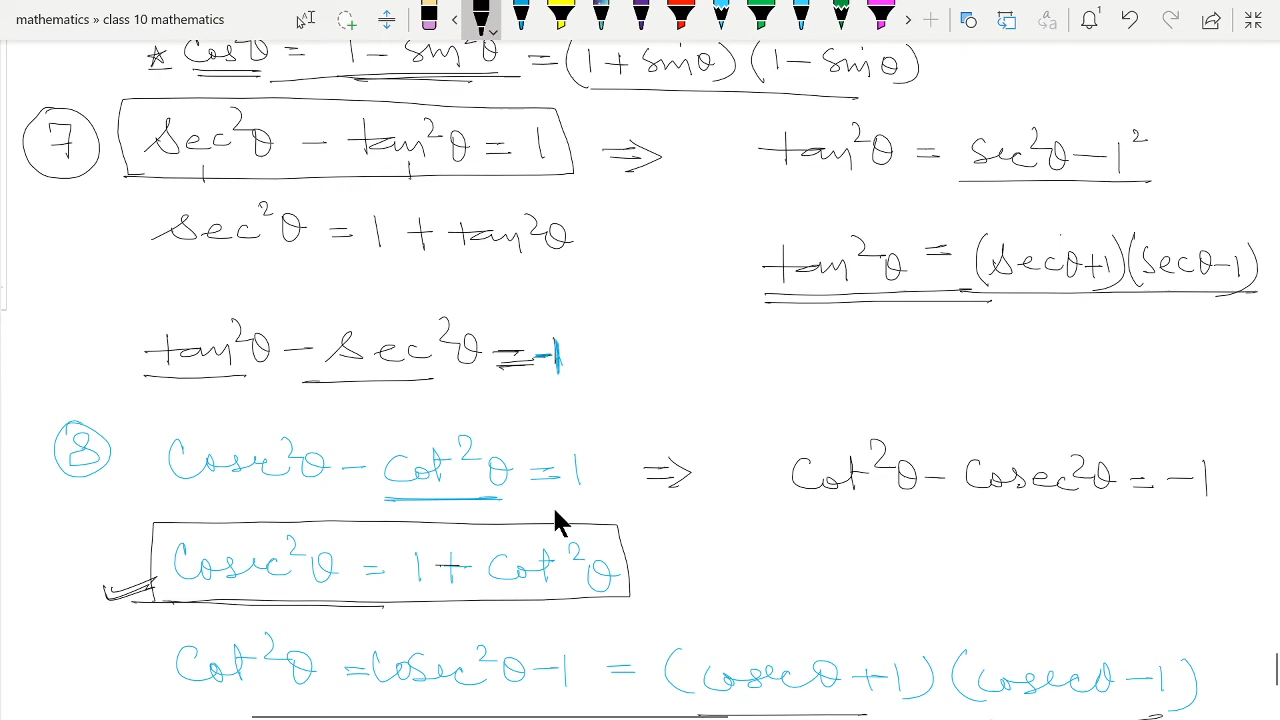 mathematics » class 10 mathematics
* cos²θ = 1 - sin²θ = (1 + sinθ) (1 - sinθ)
7 sec²θ - tan²θ = 1 ⇒ tan²θ = sec²θ - 1²
sec²θ = 1 + tan²θ
tan²θ = (secθ+1)(secθ-1)
tan²θ - sec²θ = -1
8 Cosec²θ - cot²θ = 1 ⇒ Cot²θ - Cosec²θ = -1
Cosec²θ = 1 + Cot²θ
Cot²θ = Cosec²θ - 1 = (cosecθ + 1) (cosecθ - 1)